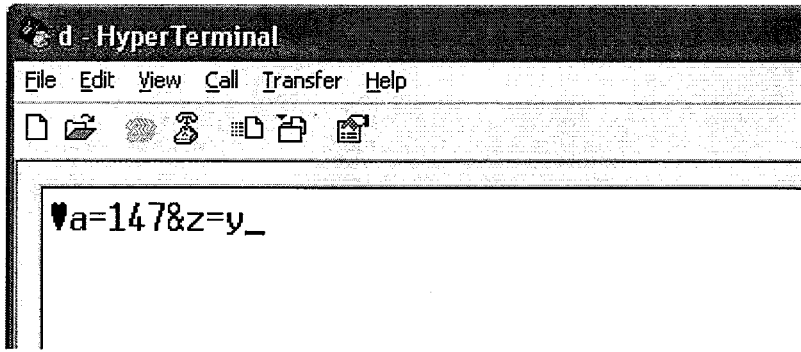 d - HyperTerminal
File Edit View Call Transfer Help
♥a=147&z=y_